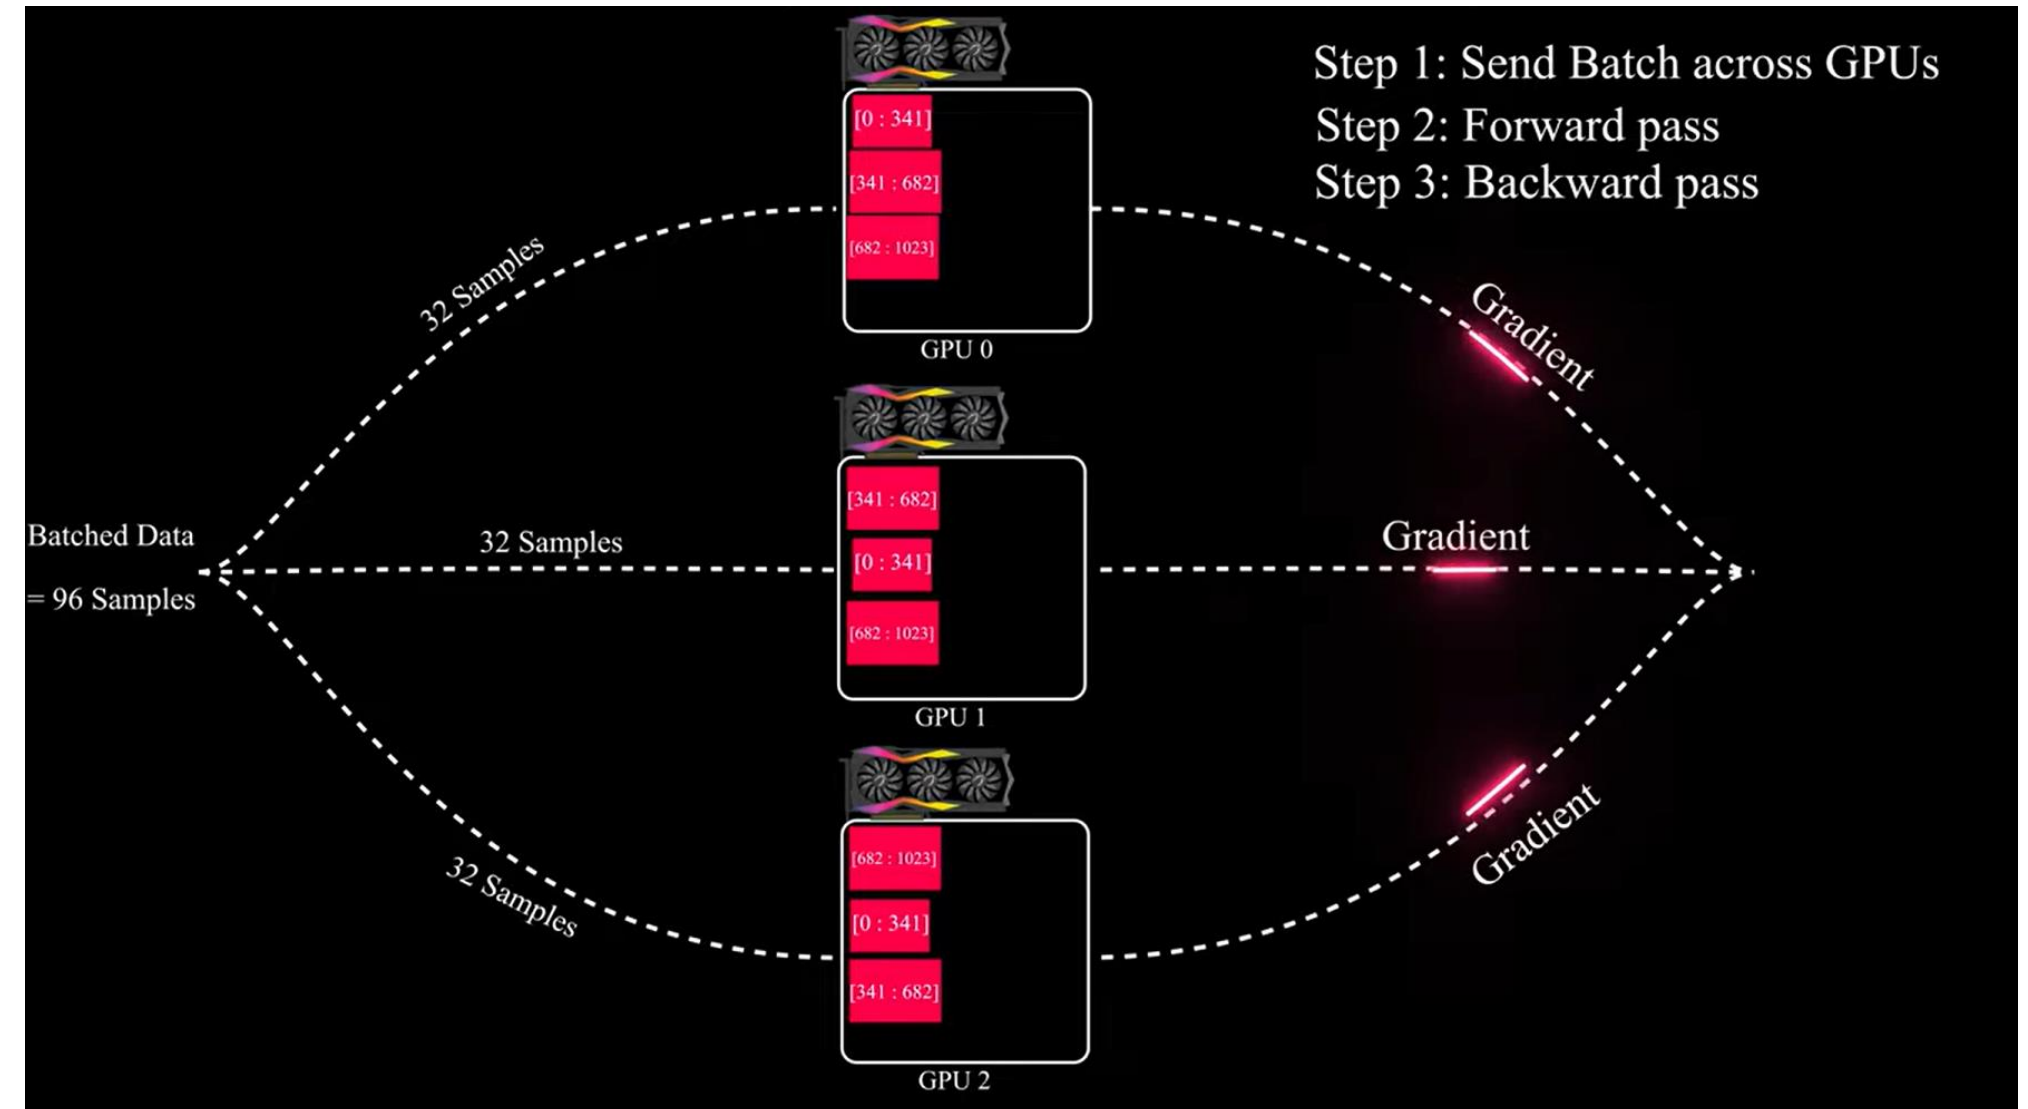 Step 1: Send Batch across GPUs
Step 2: Forward pass
Step 3: Backward pass
Batched Data
= 96 Samples
32 Samples
32 Samples
32 Samples
[0 : 341]
[341 : 682]
[682 : 1023]
GPU 0
[341 : 682]
[0 : 341]
[682 : 1023]
GPU 1
[682 : 1023]
[0 : 341]
[341 : 682]
GPU 2
Gradient
Gradient
Gradient